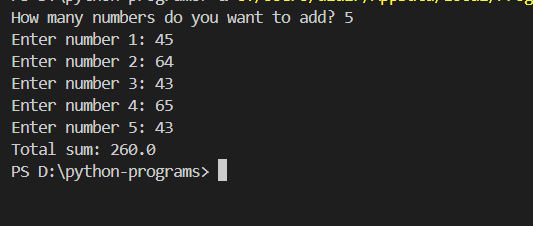 How many numbers do you want to add? 5
Enter number 1: 45
Enter number 2: 64
Enter number 3: 43
Enter number 4: 65
Enter number 5: 43
Total sum: 260.0
PS D:\python-programs>